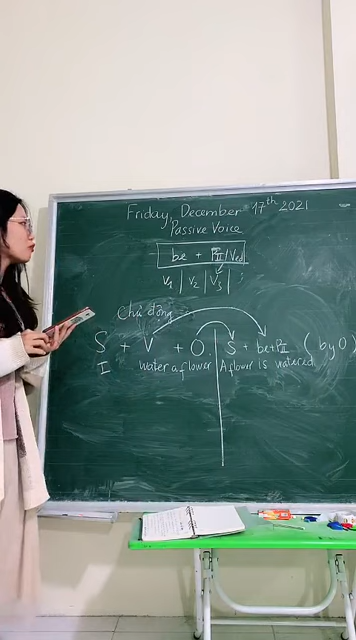 Friday, December 17th 2021
Passive Voice
be + PII/Ved
V1 | V2 | V3 |
Chủ động
S + V + O | S + be+PII (by O)
I water a flower | A flower is watered